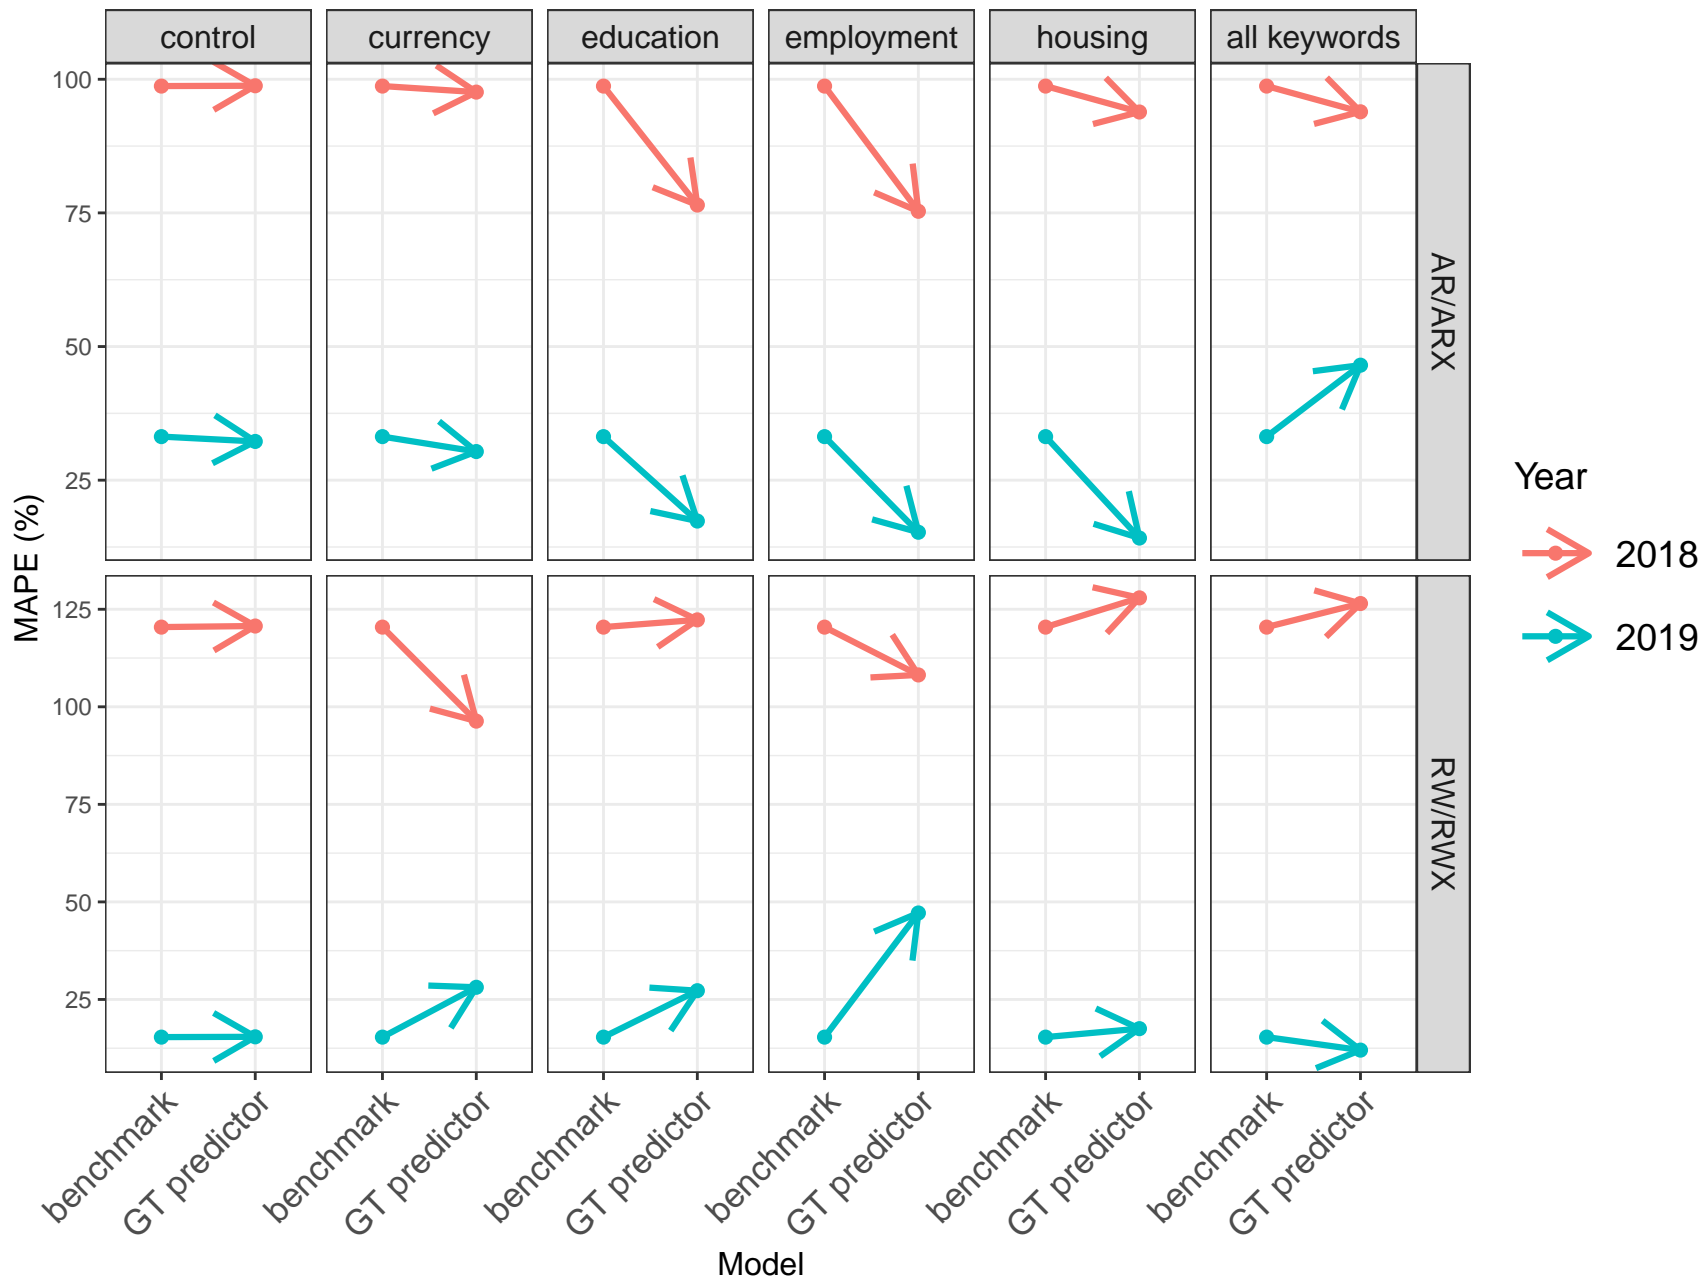 control currency education employment housing all keywords
100
75
50
25
AR/ARX
MAPE (%)
125
100
75
50
25
RW/RWX
benchmark GT predictor benchmark GT predictor benchmark GT predictor benchmark GT predictor benchmark GT predictor benchmark GT predictor
Model
Year
2018
2019